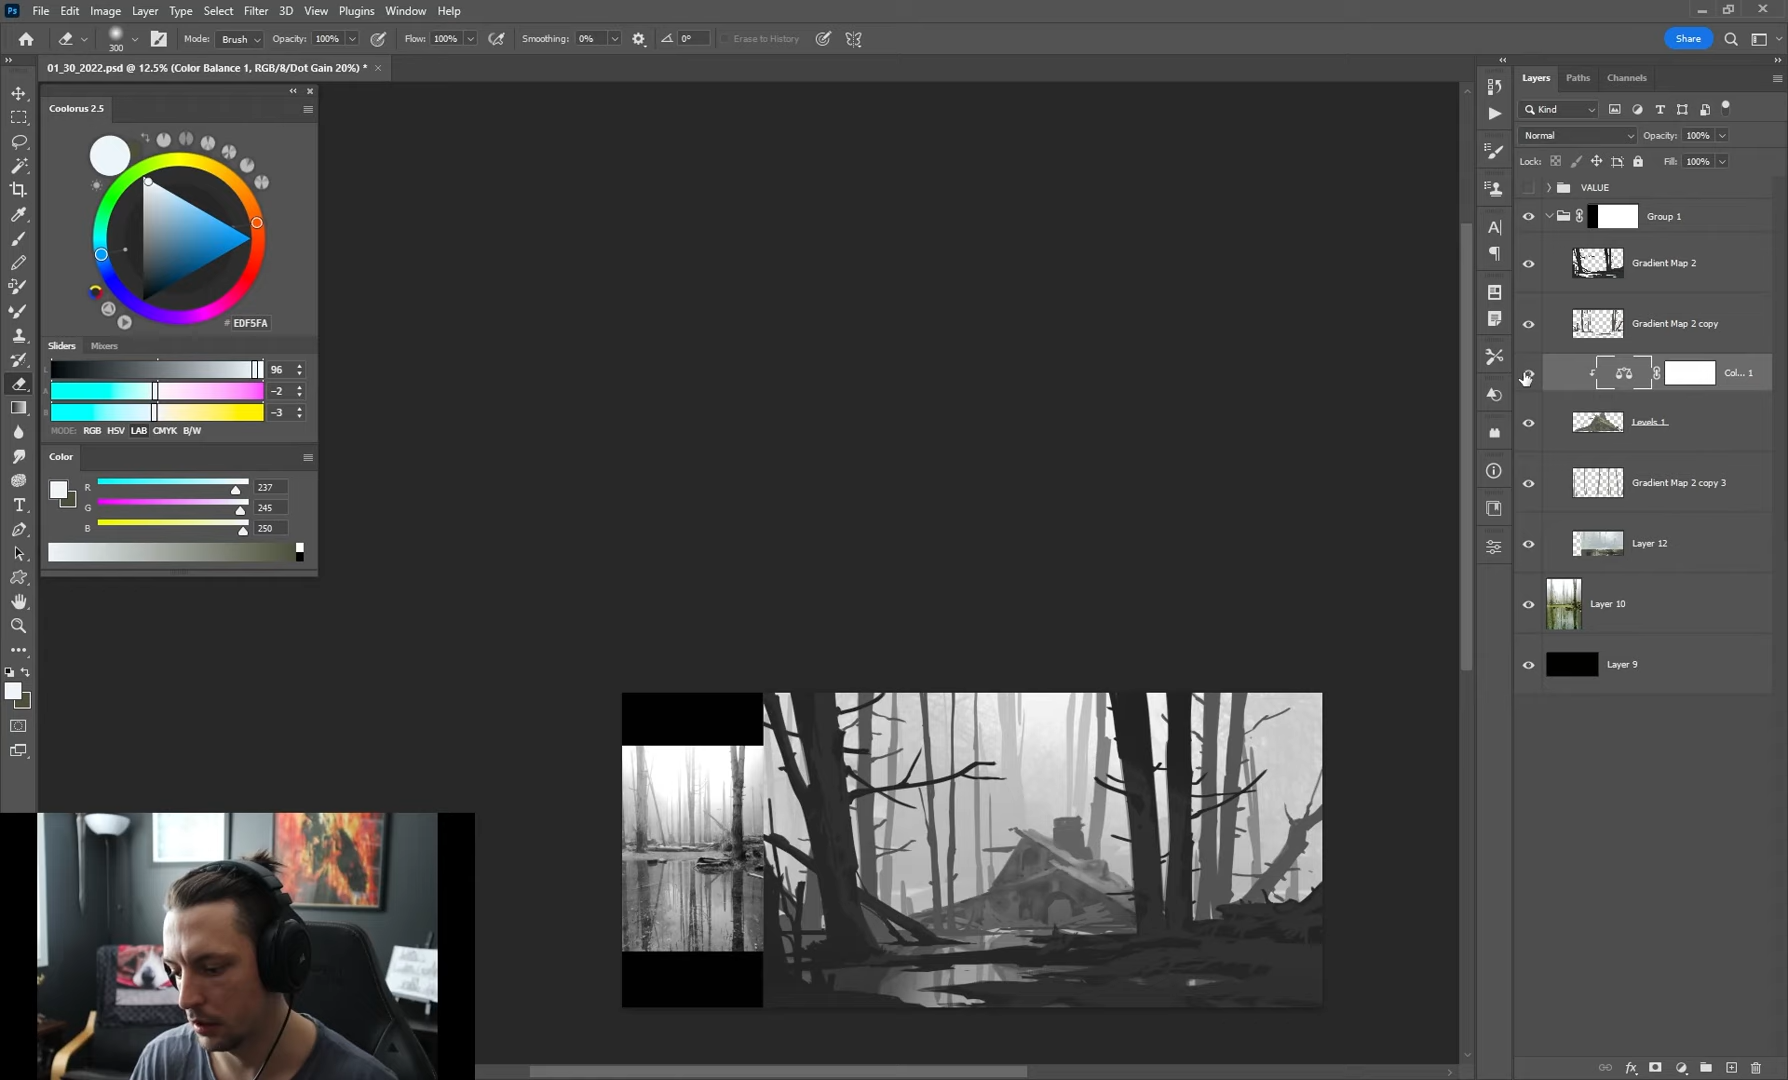 Ps File Edit Image Layer Type Select Filter 3D View Plugins Window Help
300 Mode: Brush Opacity: 100% Flow: 100% Smoothing: 0% 0° Erase to History Share
01_30_2022.psd @ 12.5% (Color Balance 1, RGB/8/Dot Gain 20%) *
Coolorus 2.5
# EDF5FA
Sliders Mixers
L 96
A -2
B -3
MODE: RGB HSV LAB CMYK B/W
Color
R 237
G 245
B 250
Layers Paths Channels
Kind
Normal Opacity: 100%
Lock: Fill: 100%
VALUE
Group 1
Gradient Map 2
Gradient Map 2 copy
Col... 1
Levels 1
Gradient Map 2 copy 3
Layer 12
Layer 10
Layer 9
fx